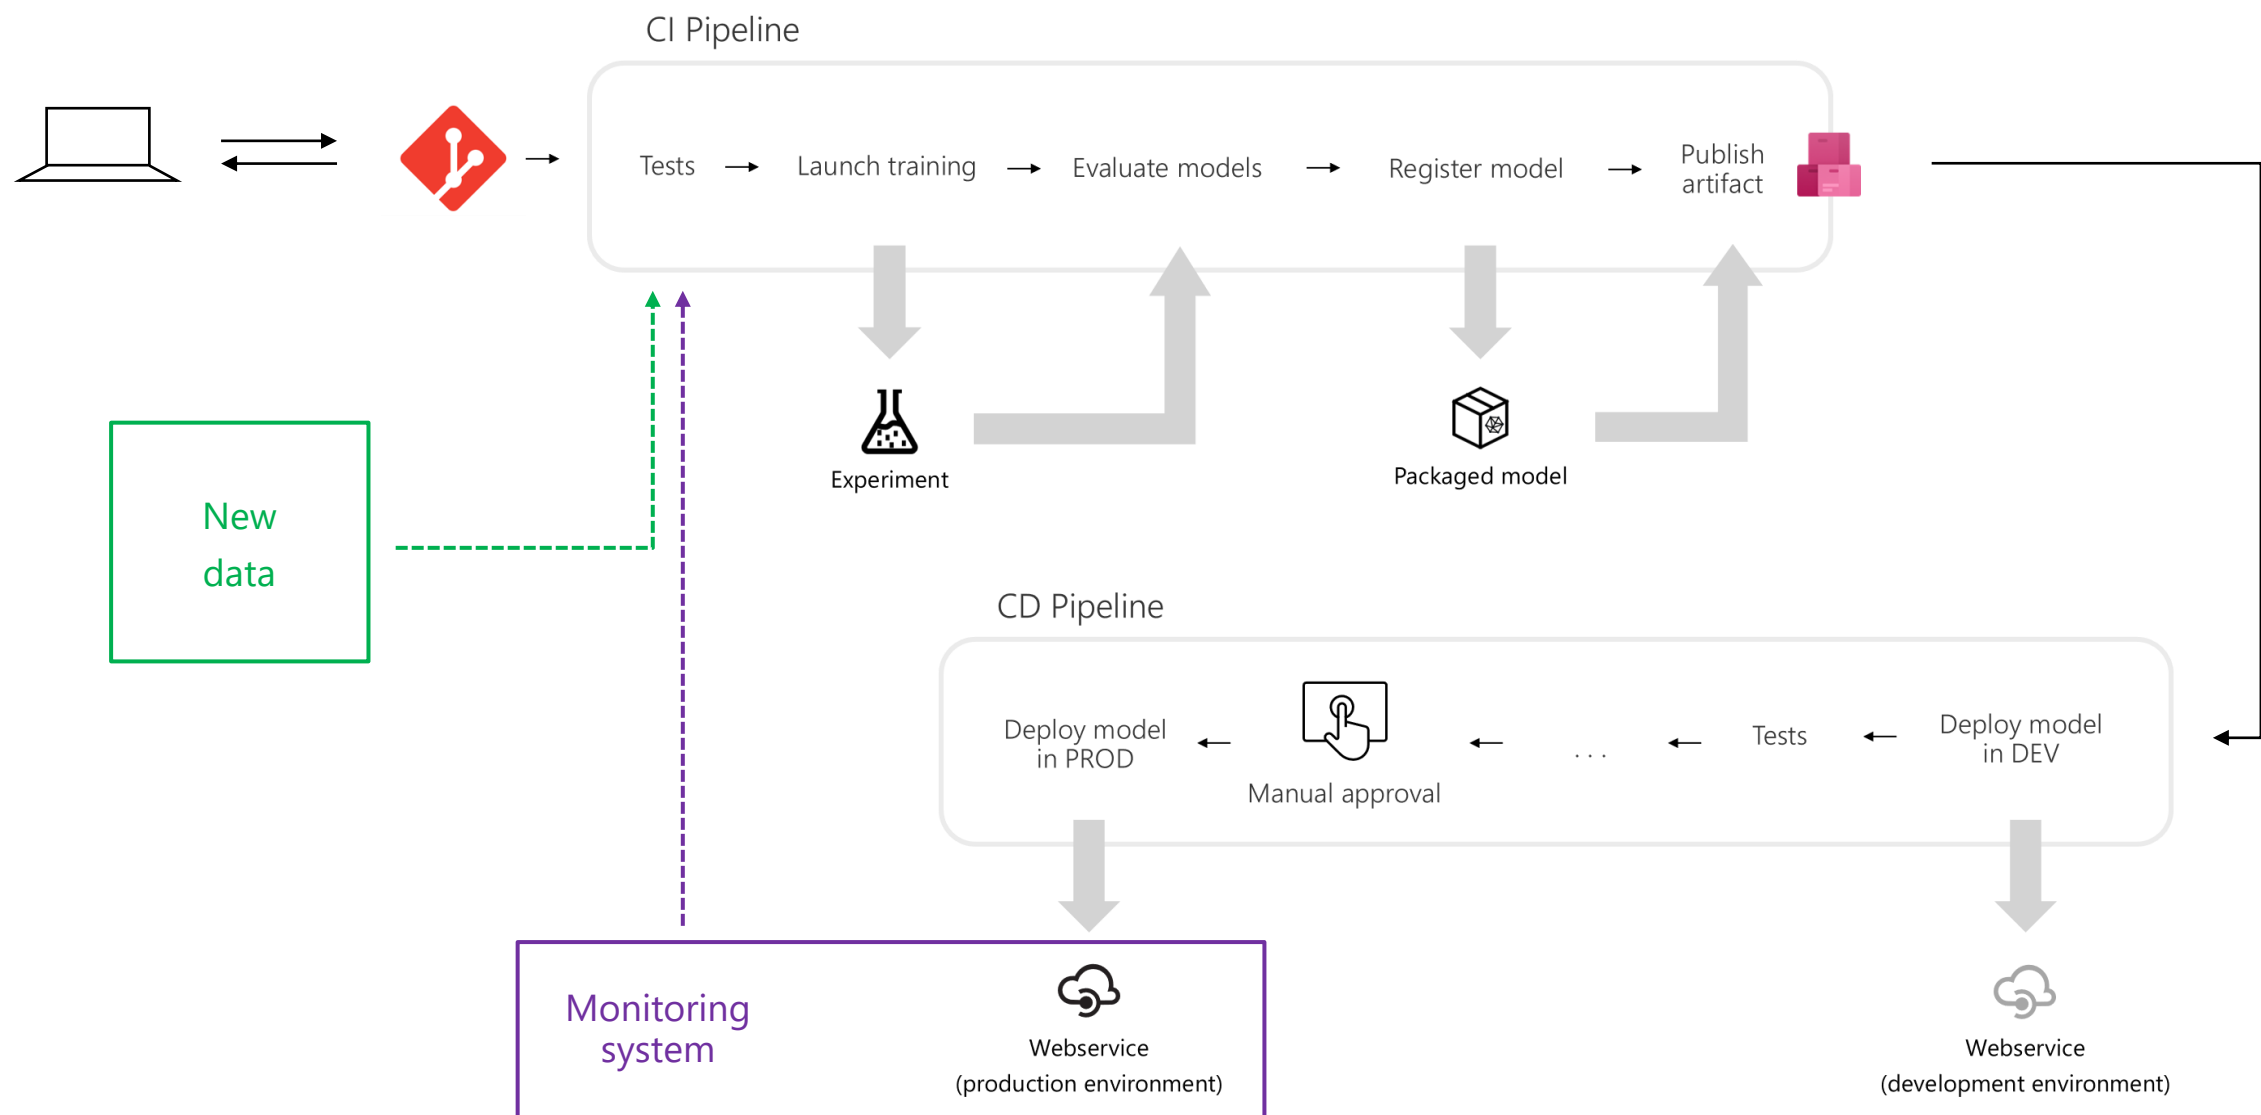 CI Pipeline
Tests
Launch training
Evaluate models
Register model
Publish
artifact
Experiment
Packaged model
New
data
CD Pipeline
Deploy model
in PROD
Manual approval
...
Tests
Deploy model
in DEV
Monitoring
system
Webservice
(production environment)
Webservice
(development environment)